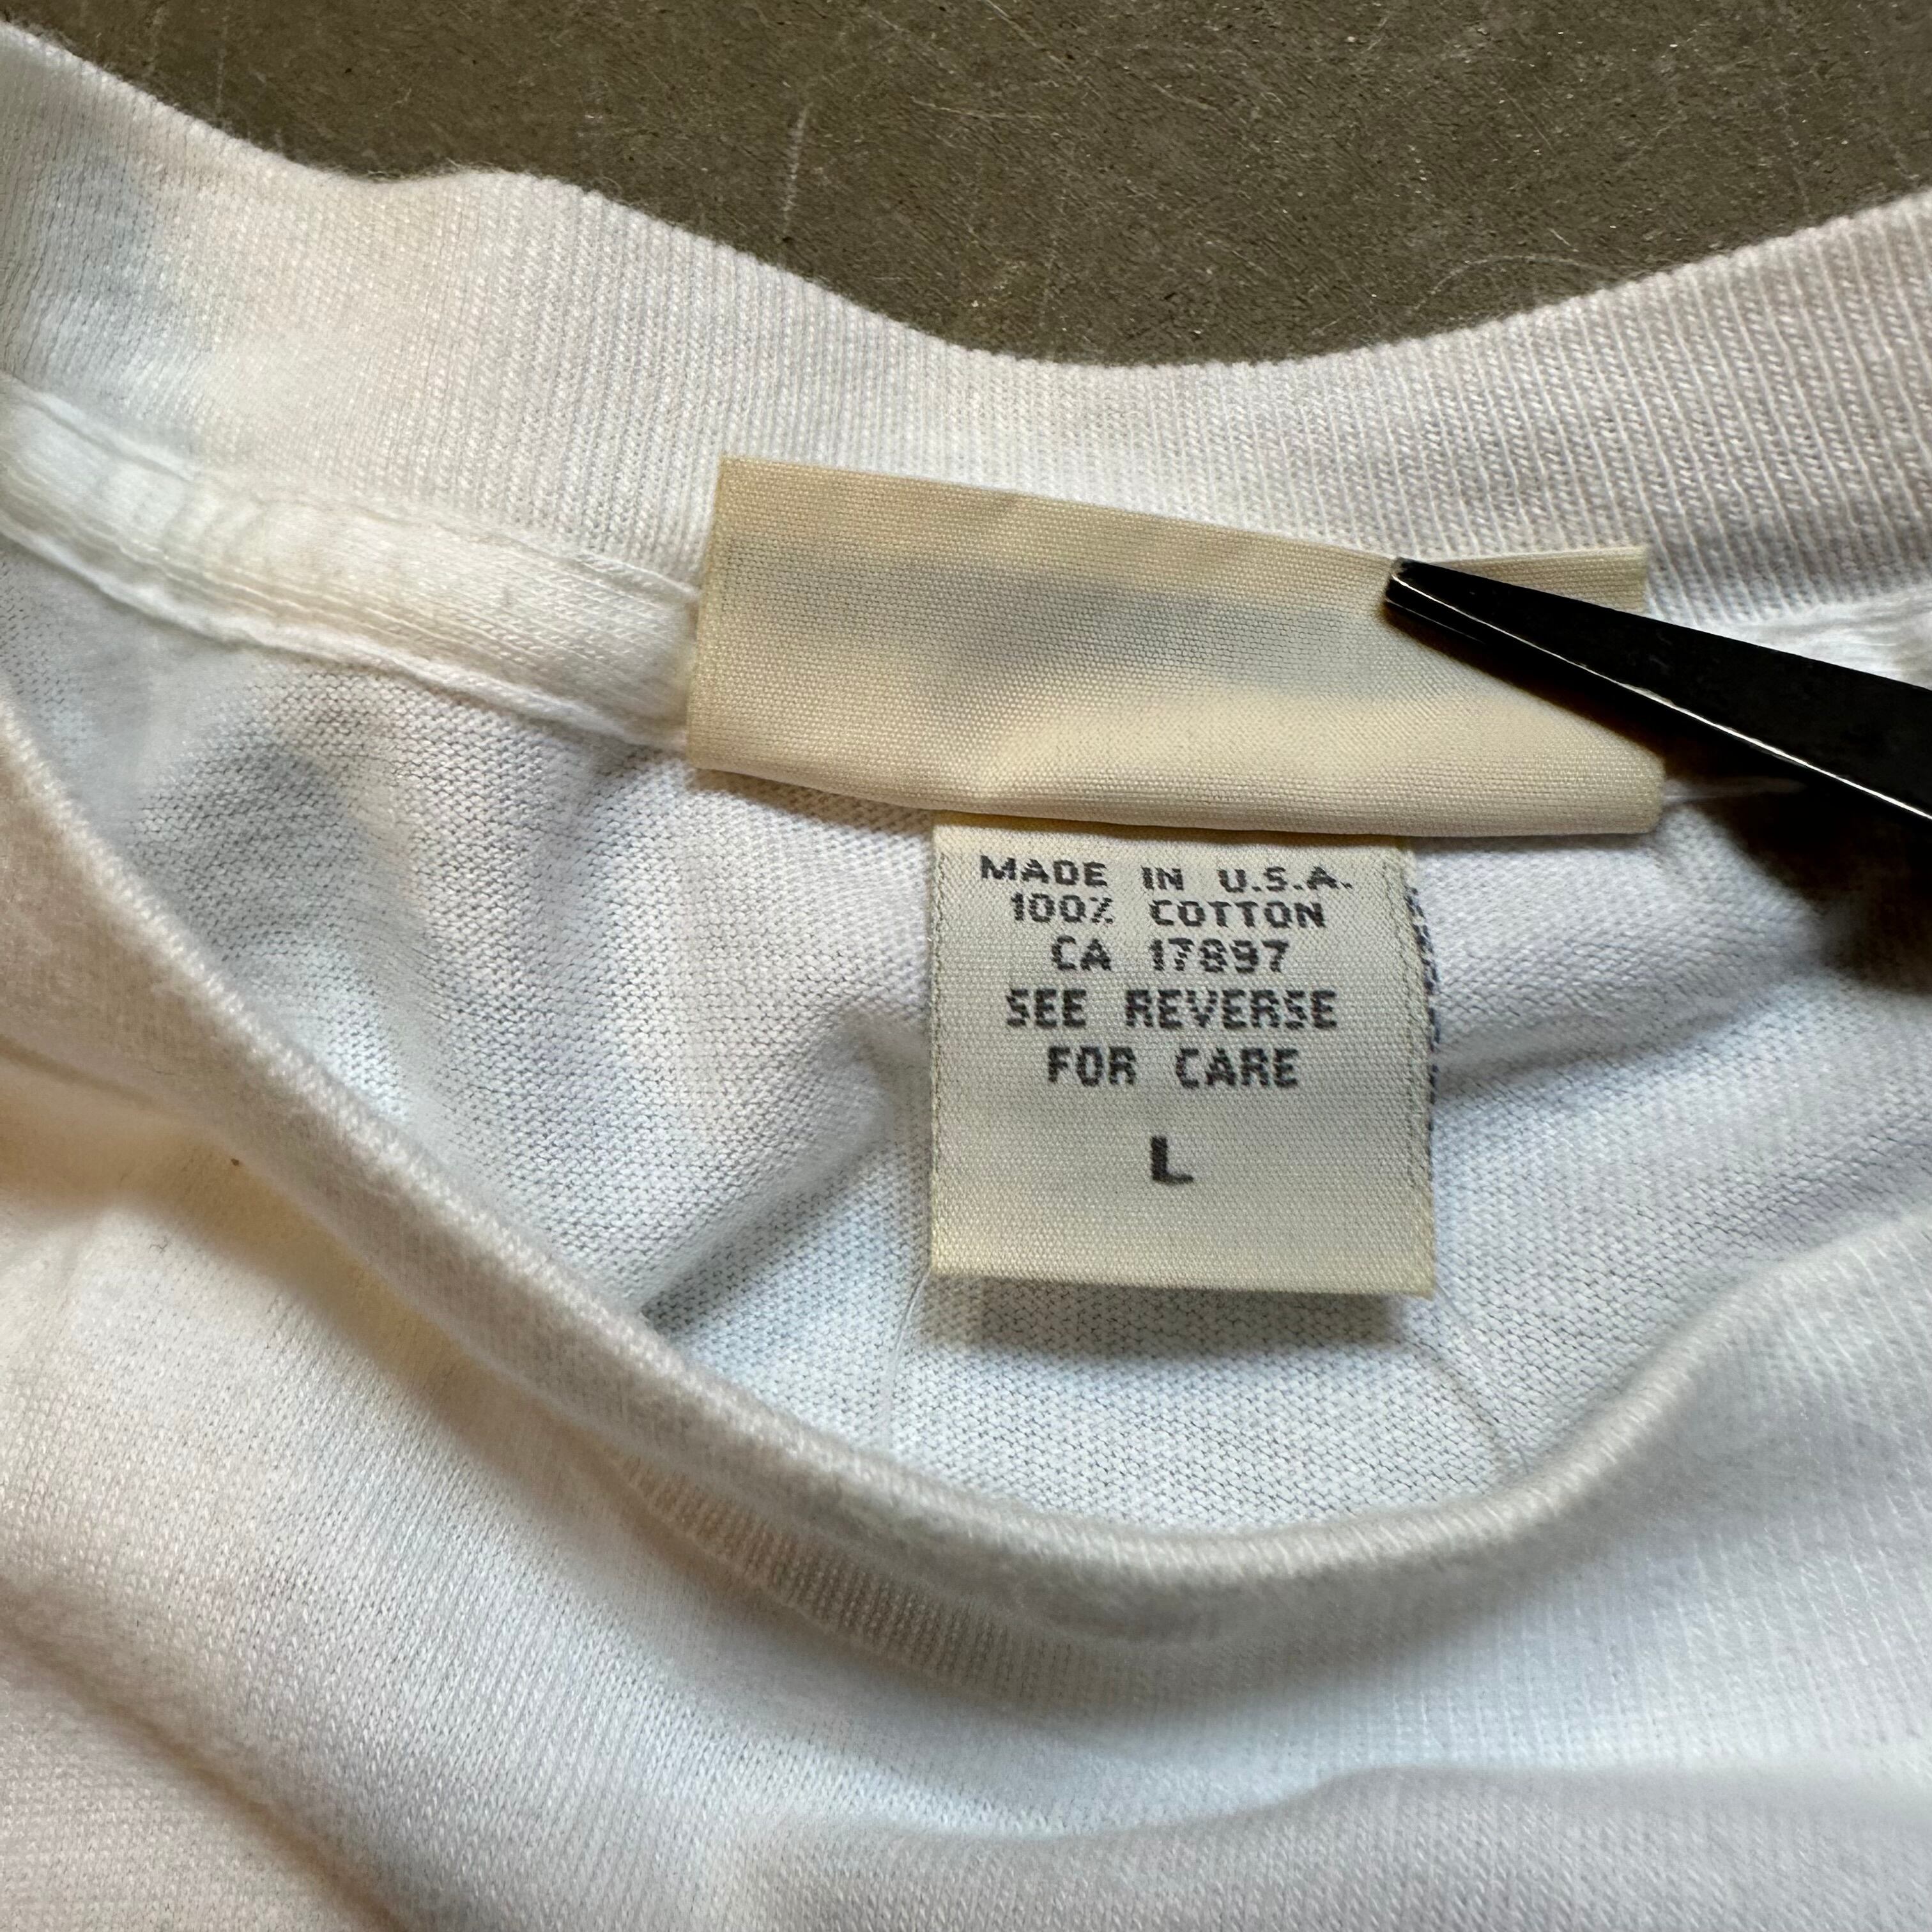 MADE IN U.S.A.
100% COTTON
CA 17897
SEE REVERSE
FOR CARE
L